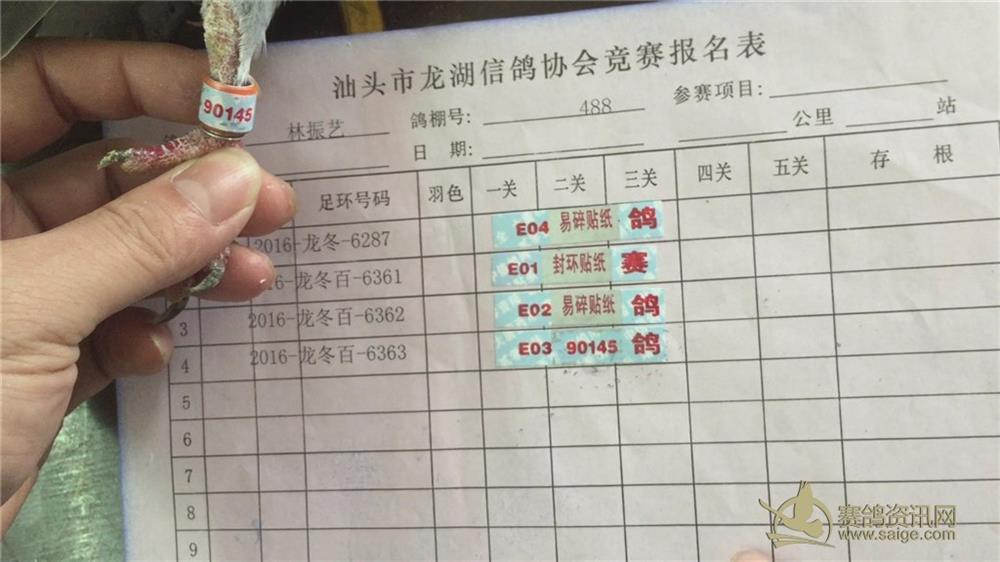 汕头市龙湖信鸽协会竞赛报名表
林振艺 鸽棚号: 488 参赛项目:
日 期: 公里 站
90145
足环号码 羽色 一关 二关 三关 四关 五关 存 根
2016-龙冬-6287 E04 易碎贴纸 鸽
16-龙冬百-6361 E01 封环贴纸 赛
3 2016-龙冬百-6362 E02 易碎贴纸 鸽
4 2016-龙冬百-6363 E03 90145 鸽
5
6
7
8
9
赛鸽资讯网
www.saige.com